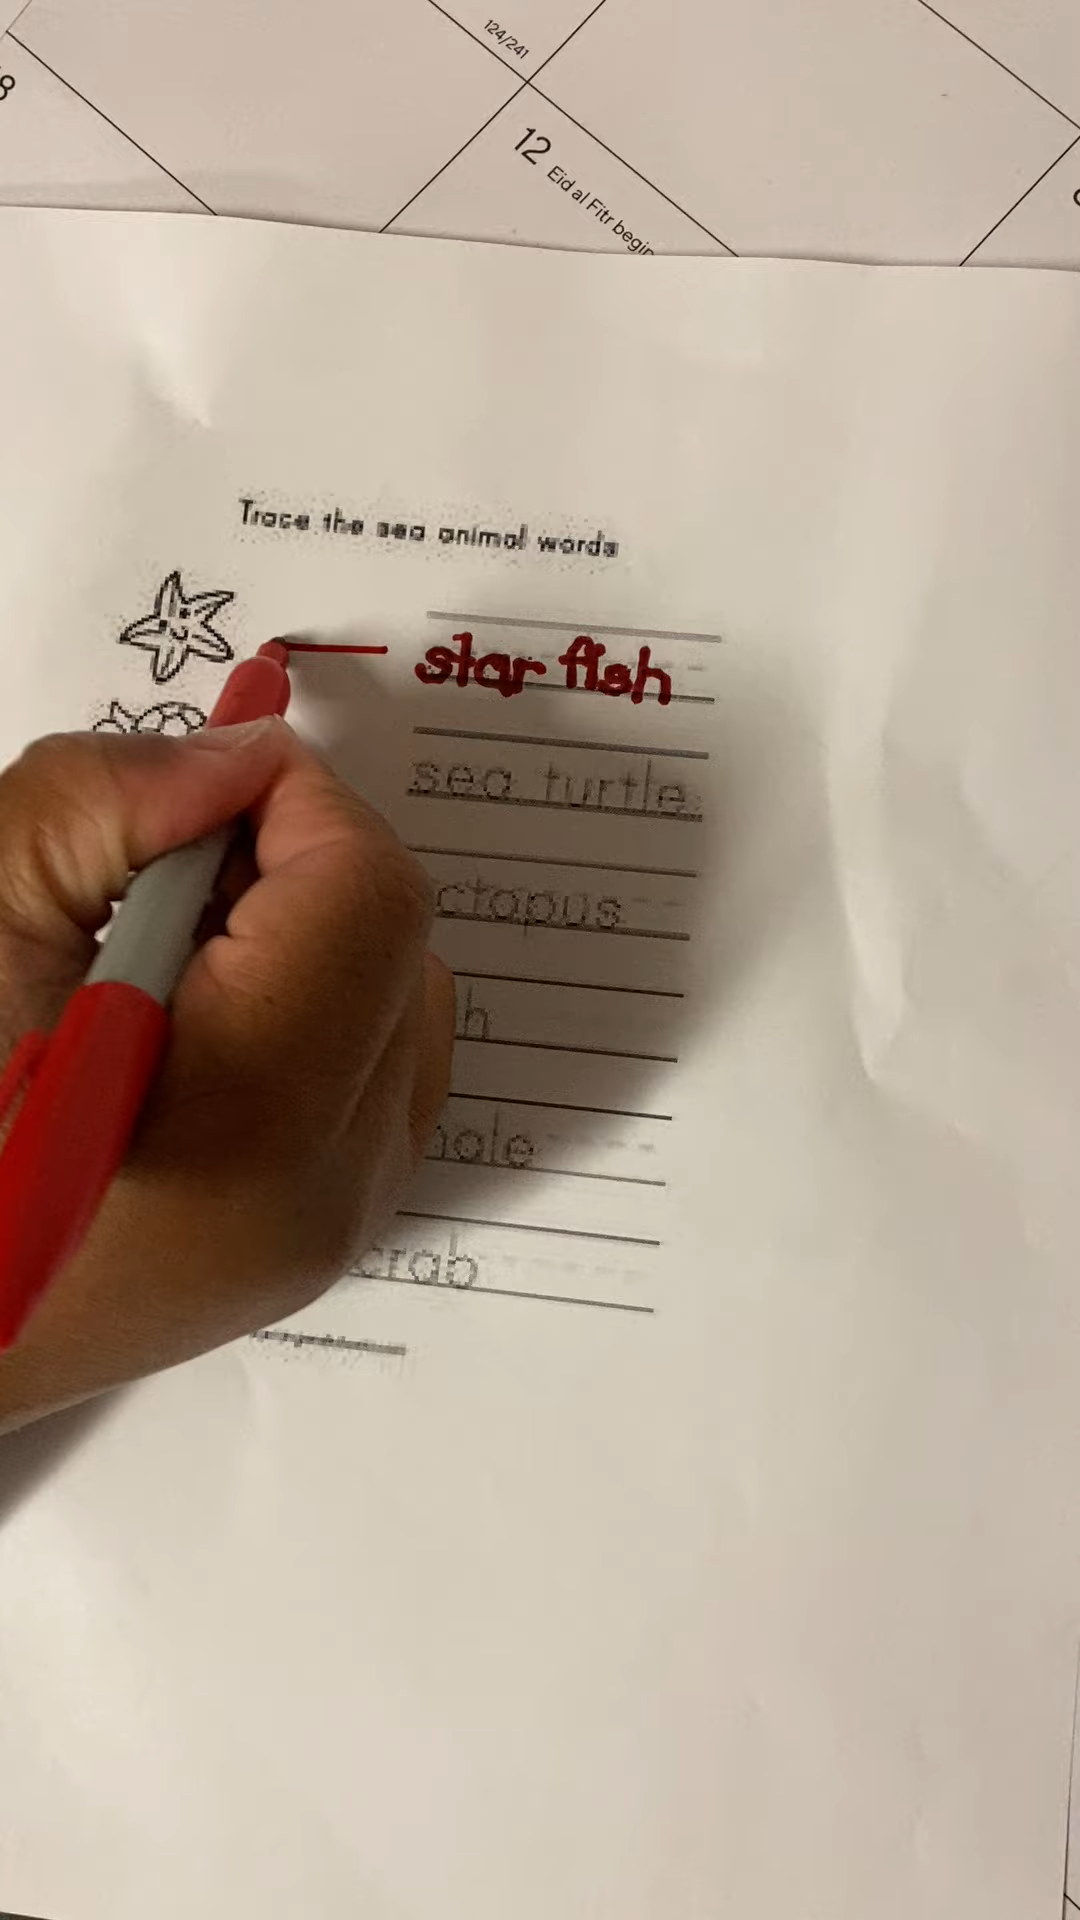 8
124/241
12 Eid al Fitr begin
Trace the sea animal words
star fish
sea turtle
ctopus
h
hale
crab